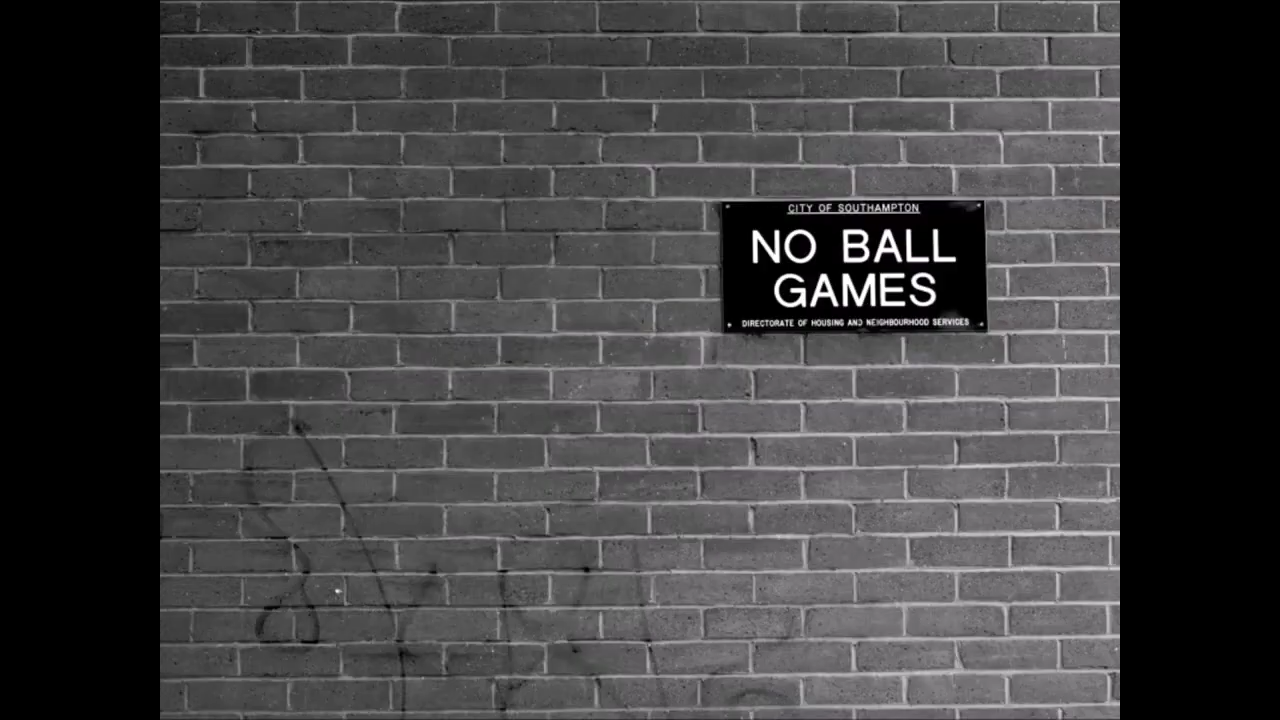 CITY OF SOUTHAMPTON
NO BALL
GAMES
DIRECTORATE OF HOUSING AND NEIGHBOURHOOD SERVICES